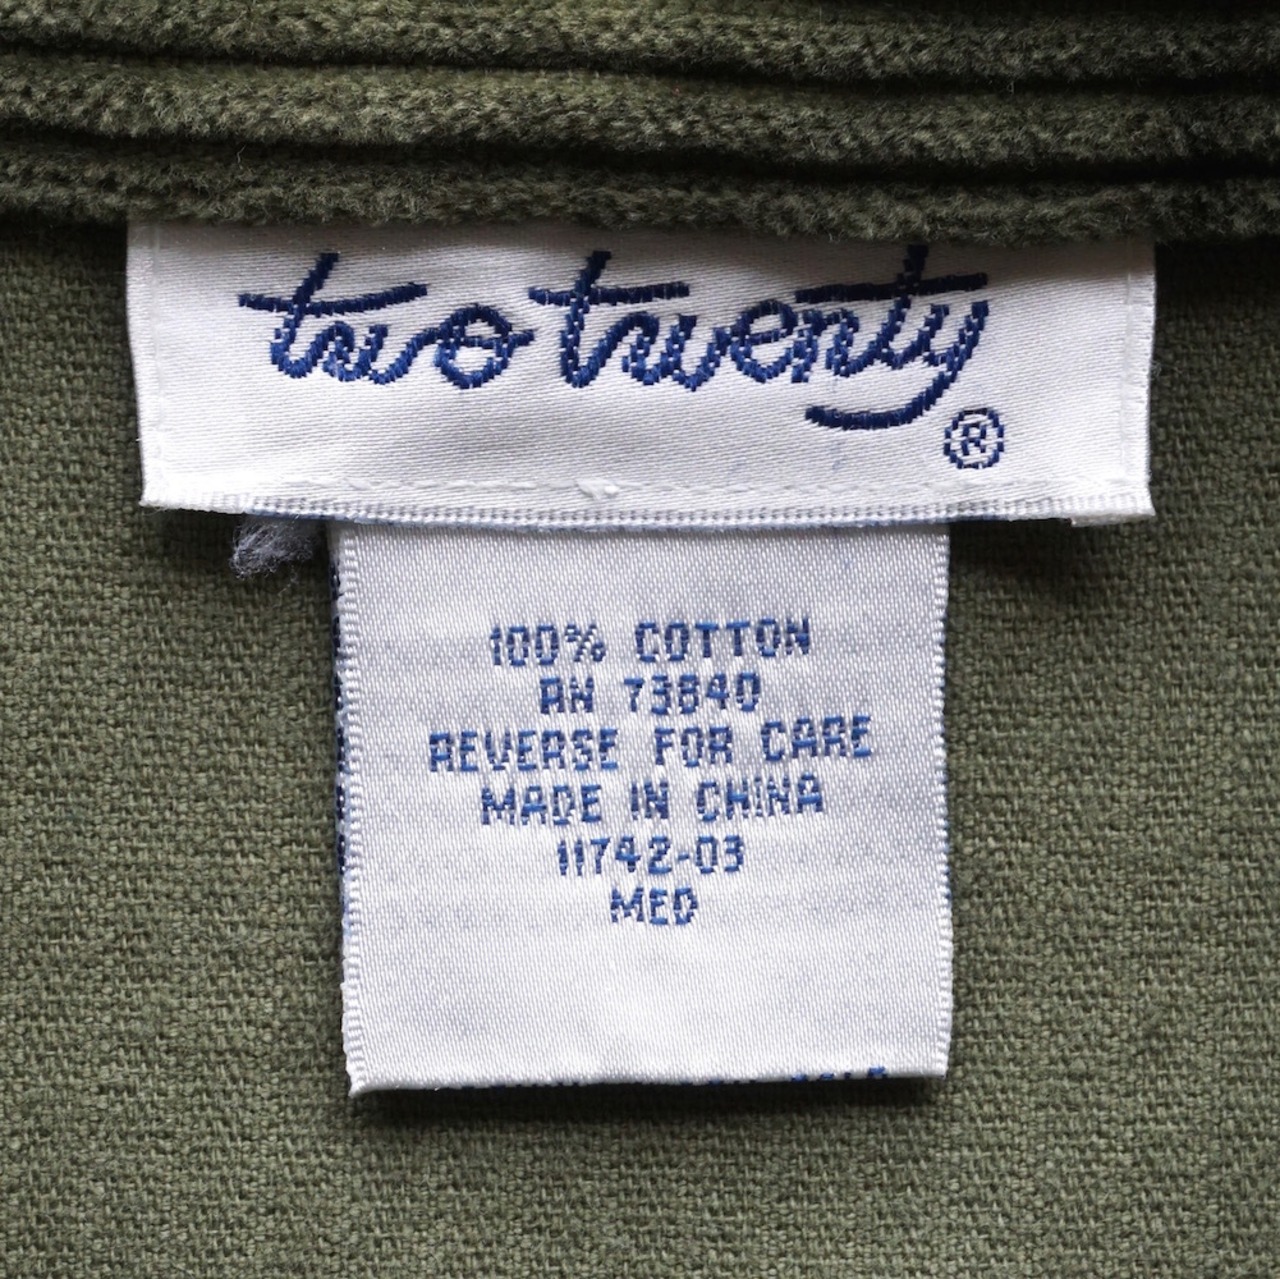 two twenty
®
100% COTTON
RN 73840
REVERSE FOR CARE
MADE IN CHINA
11742-03
MED